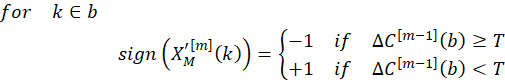 for k ∈ b
sign (X′_M^[m](k)) = {−1 if ΔC^[m−1](b) ≥ T
+1 if ΔC^[m−1](b) < T